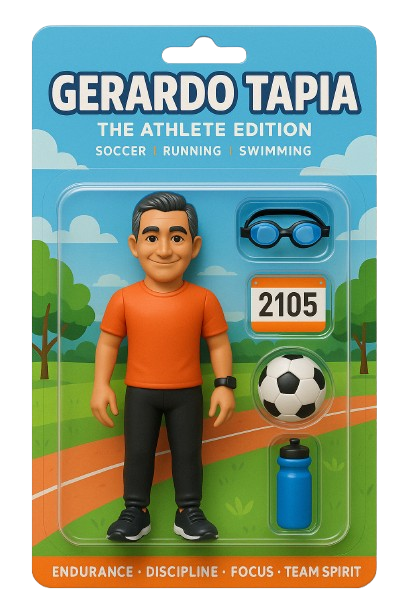 GERARDO TAPIA
THE ATHLETE EDITION
SOCCER | RUNNING | SWIMMING
2105
ENDURANCE · DISCIPLINE · FOCUS · TEAM SPIRIT